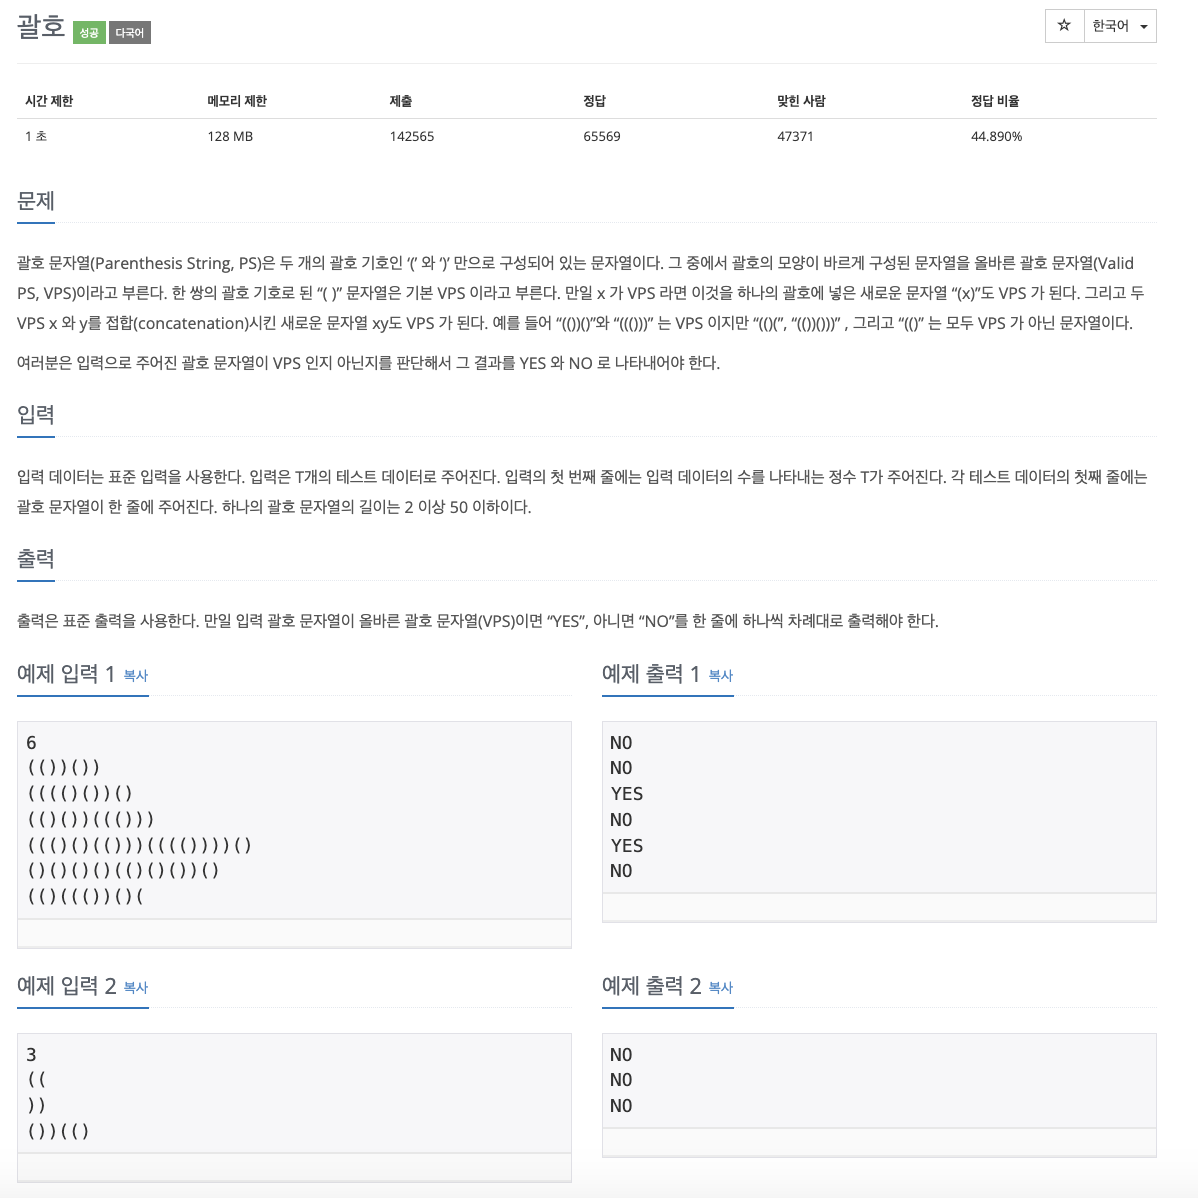 괄호 성공 다국어
☆ 한국어
시간 제한 메모리 제한 제출 정답 맞힌 사람 정답 비율
1 초 128 MB 142565 65569 47371 44.890%
문제
괄호 문자열(Parenthesis String, PS)은 두 개의 괄호 기호인 ‘(’ 와 ‘)’ 만으로 구성되어 있는 문자열이다. 그 중에서 괄호의 모양이 바르게 구성된 문자열을 올바른 괄호 문자열(Valid
PS, VPS)이라고 부른다. 한 쌍의 괄호 기호로 된 “( )” 문자열은 기본 VPS 이라고 부른다. 만일 x 가 VPS 라면 이것을 하나의 괄호에 넣은 새로운 문자열 “(x)”도 VPS 가 된다. 그리고 두
VPS x 와 y를 접합(concatenation)시킨 새로운 문자열 xy도 VPS 가 된다. 예를 들어 “(())()”와 “((()))” 는 VPS 이지만 “(()(”, “(())()))” , 그리고 “(()” 는 모두 VPS 가 아닌 문자열이다.
여러분은 입력으로 주어진 괄호 문자열이 VPS 인지 아닌지를 판단해서 그 결과를 YES 와 NO 로 나타내어야 한다.
입력
입력 데이터는 표준 입력을 사용한다. 입력은 T개의 테스트 데이터로 주어진다. 입력의 첫 번째 줄에는 입력 데이터의 수를 나타내는 정수 T가 주어진다. 각 테스트 데이터의 첫째 줄에는
괄호 문자열이 한 줄에 주어진다. 하나의 괄호 문자열의 길이는 2 이상 50 이하이다.
출력
출력은 표준 출력을 사용한다. 만일 입력 괄호 문자열이 올바른 괄호 문자열(VPS)이면 “YES”, 아니면 “NO”를 한 줄에 하나씩 차례대로 출력해야 한다.
예제 입력 1 복사
6
(())())
(((()())()
(()())((()))
((()()(()))(((())))()
()()()()(()()())()
(()((())()(
예제 출력 1 복사
NO
NO
YES
NO
YES
NO
예제 입력 2 복사
3
((
))
())(()
예제 출력 2 복사
NO
NO
NO